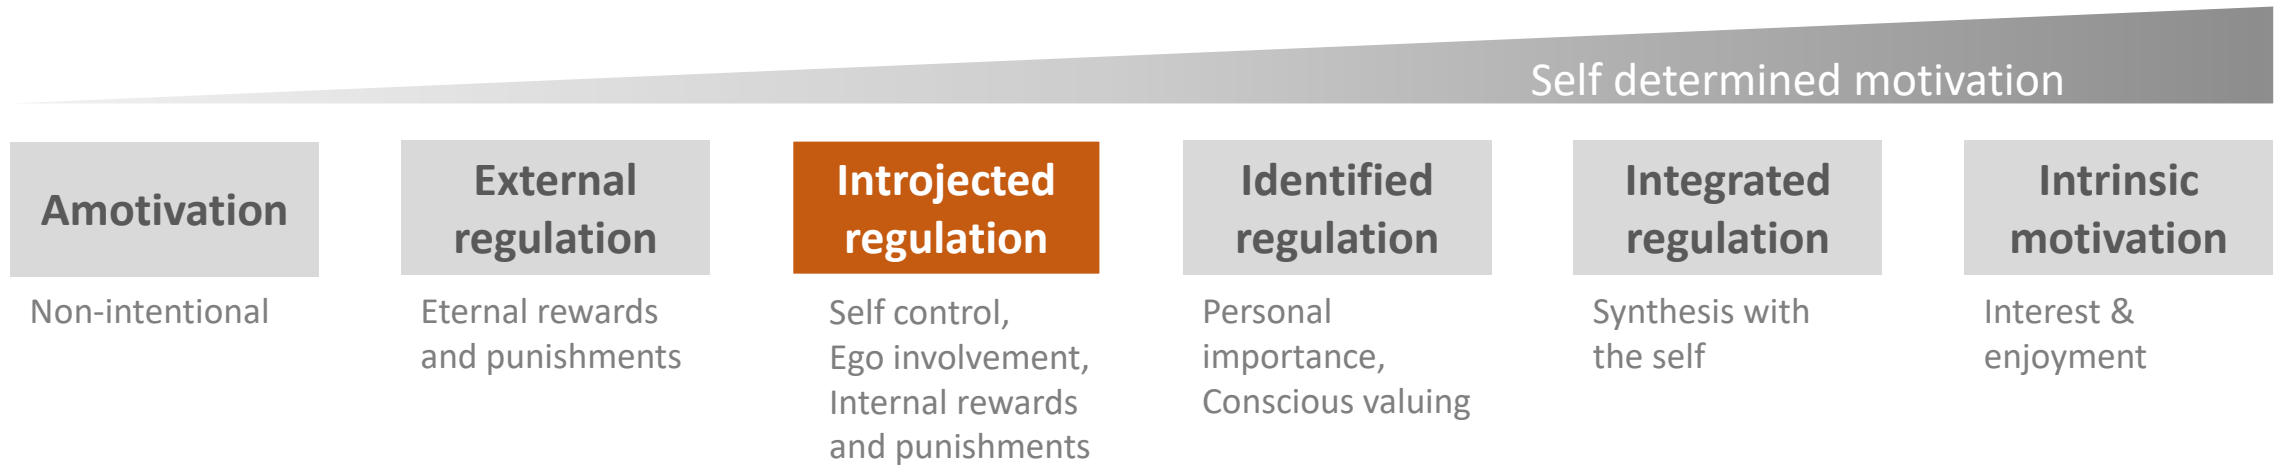 Self determined motivation
Amotivation
Non-intentional
External
regulation
Eternal rewards
and punishments
Introjected
regulation
Self control,
Ego involvement,
Internal rewards
and punishments
Identified
regulation
Personal
importance,
Conscious valuing
Integrated
regulation
Synthesis with
the self
Intrinsic
motivation
Interest &
enjoyment